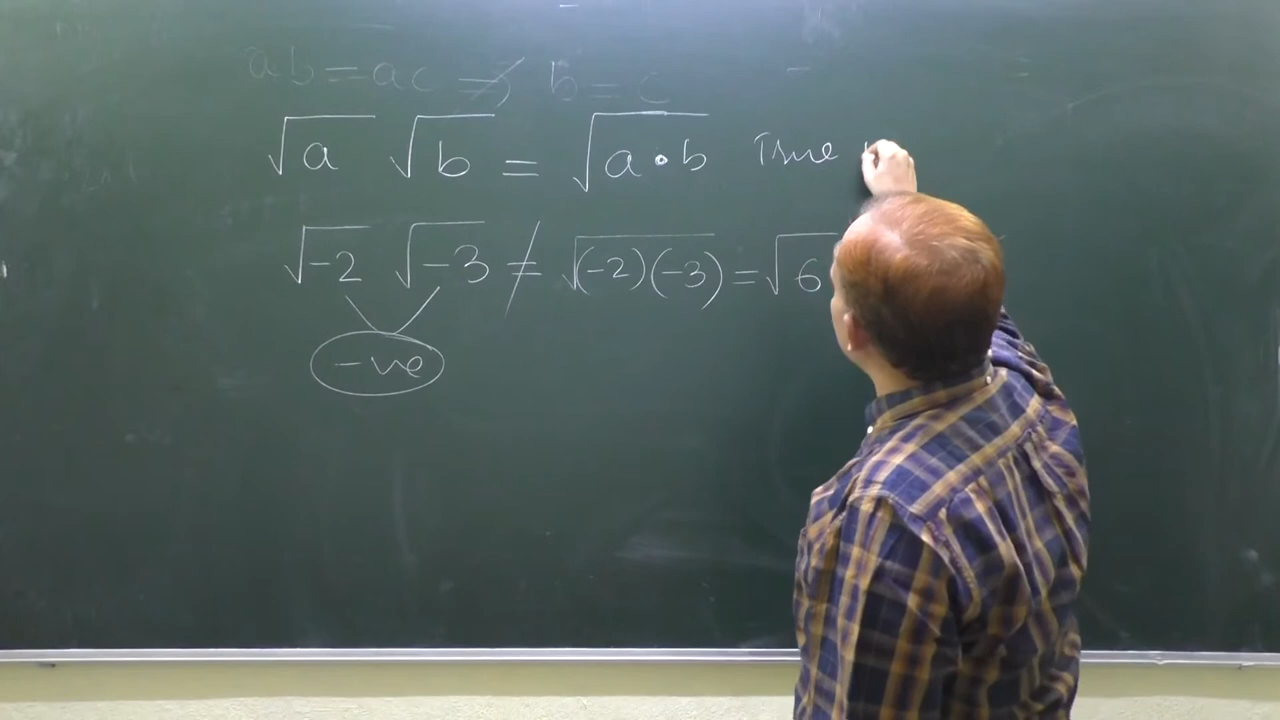 ab = ac ⇏ b = c
√a √b = √a·b True
√-2 √-3 ≠ √(-2)(-3) = √6
-ve